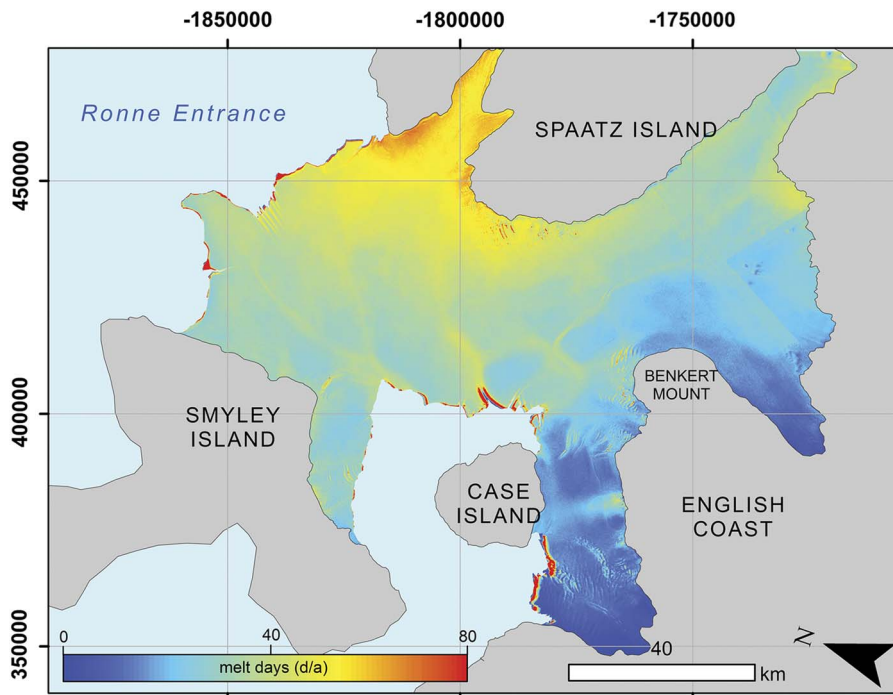 -1850000
-1800000
-1750000
Ronne Entrance
SPAATZ ISLAND
450000
BENKERT
MOUNT
400000
SMYLEY
ISLAND
CASE
ISLAND
ENGLISH
COAST
350000
0
40
80
melt days (d/a)
40
km
N